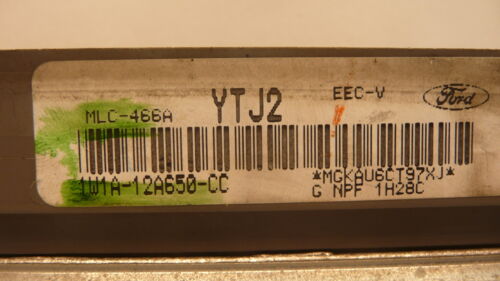 MLC-466A YTJ2 EEC-V Ford
1W1A-12A650-CC *MGKAU6CT97XJ*
G NPF 1H28C